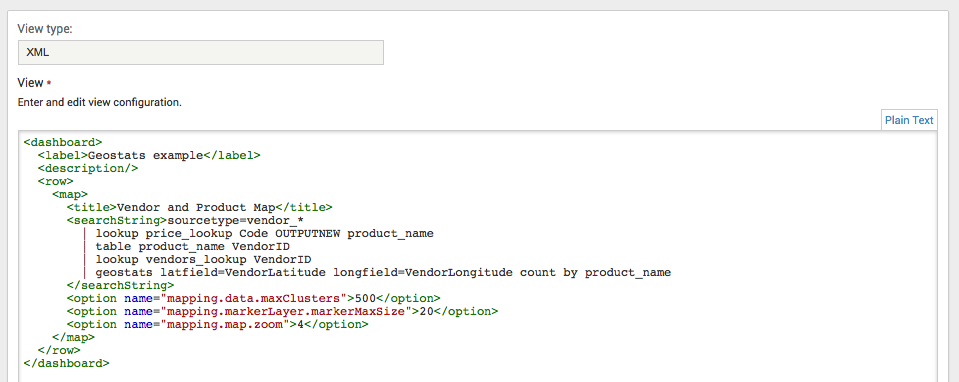 View type:
XML
View *
Enter and edit view configuration.
Plain Text
<dashboard>
  <label>Geostats example</label>
  <description/>
  <row>
    <map>
      <title>Vendor and Product Map</title>
      <searchString>sourcetype=vendor_*
        | lookup price_lookup Code OUTPUTNEW product_name
        | table product_name VendorID
        | lookup vendors_lookup VendorID
        | geostats latfield=VendorLatitude longfield=VendorLongitude count by product_name
      </searchString>
      <option name="mapping.data.maxClusters">500</option>
      <option name="mapping.markerLayer.markerMaxSize">20</option>
      <option name="mapping.map.zoom">4</option>
    </map>
  </row>
</dashboard>